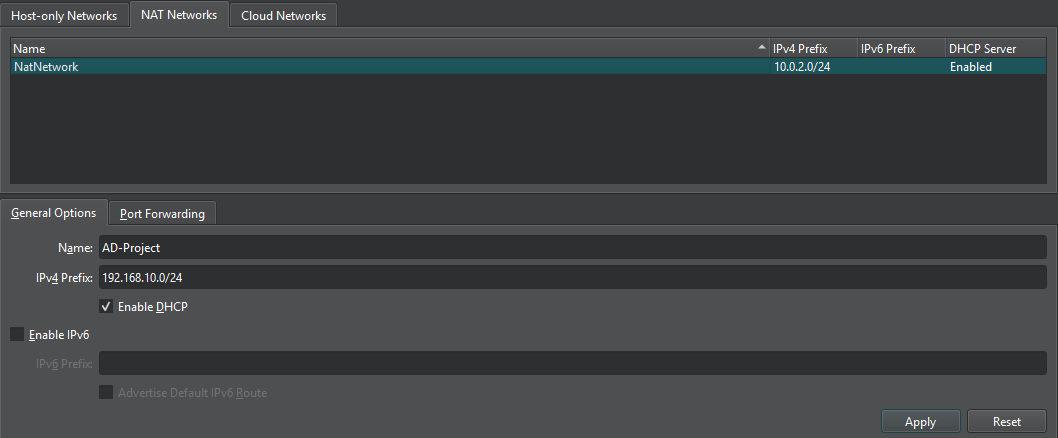 Host-only Networks NAT Networks Cloud Networks
Name IPv4 Prefix IPv6 Prefix DHCP Server
NatNetwork 10.0.2.0/24 Enabled
General Options Port Forwarding
Name: AD-Project
IPv4 Prefix: 192.168.10.0/24
Enable DHCP
Enable IPv6
IPv6 Prefix:
Advertise Default IPv6 Route
Apply Reset